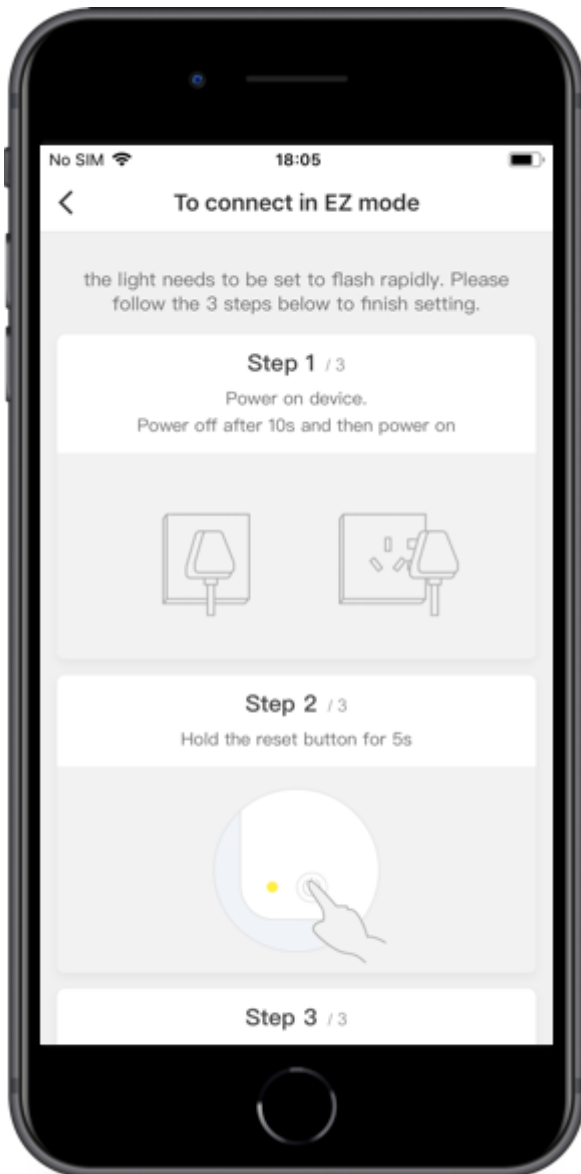 No SIM 18:05
To connect in EZ mode
the light needs to be set to flash rapidly. Please
follow the 3 steps below to finish setting.
Step 1 / 3
Power on device.
Power off after 10s and then power on
Step 2 / 3
Hold the reset button for 5s
Step 3 / 3